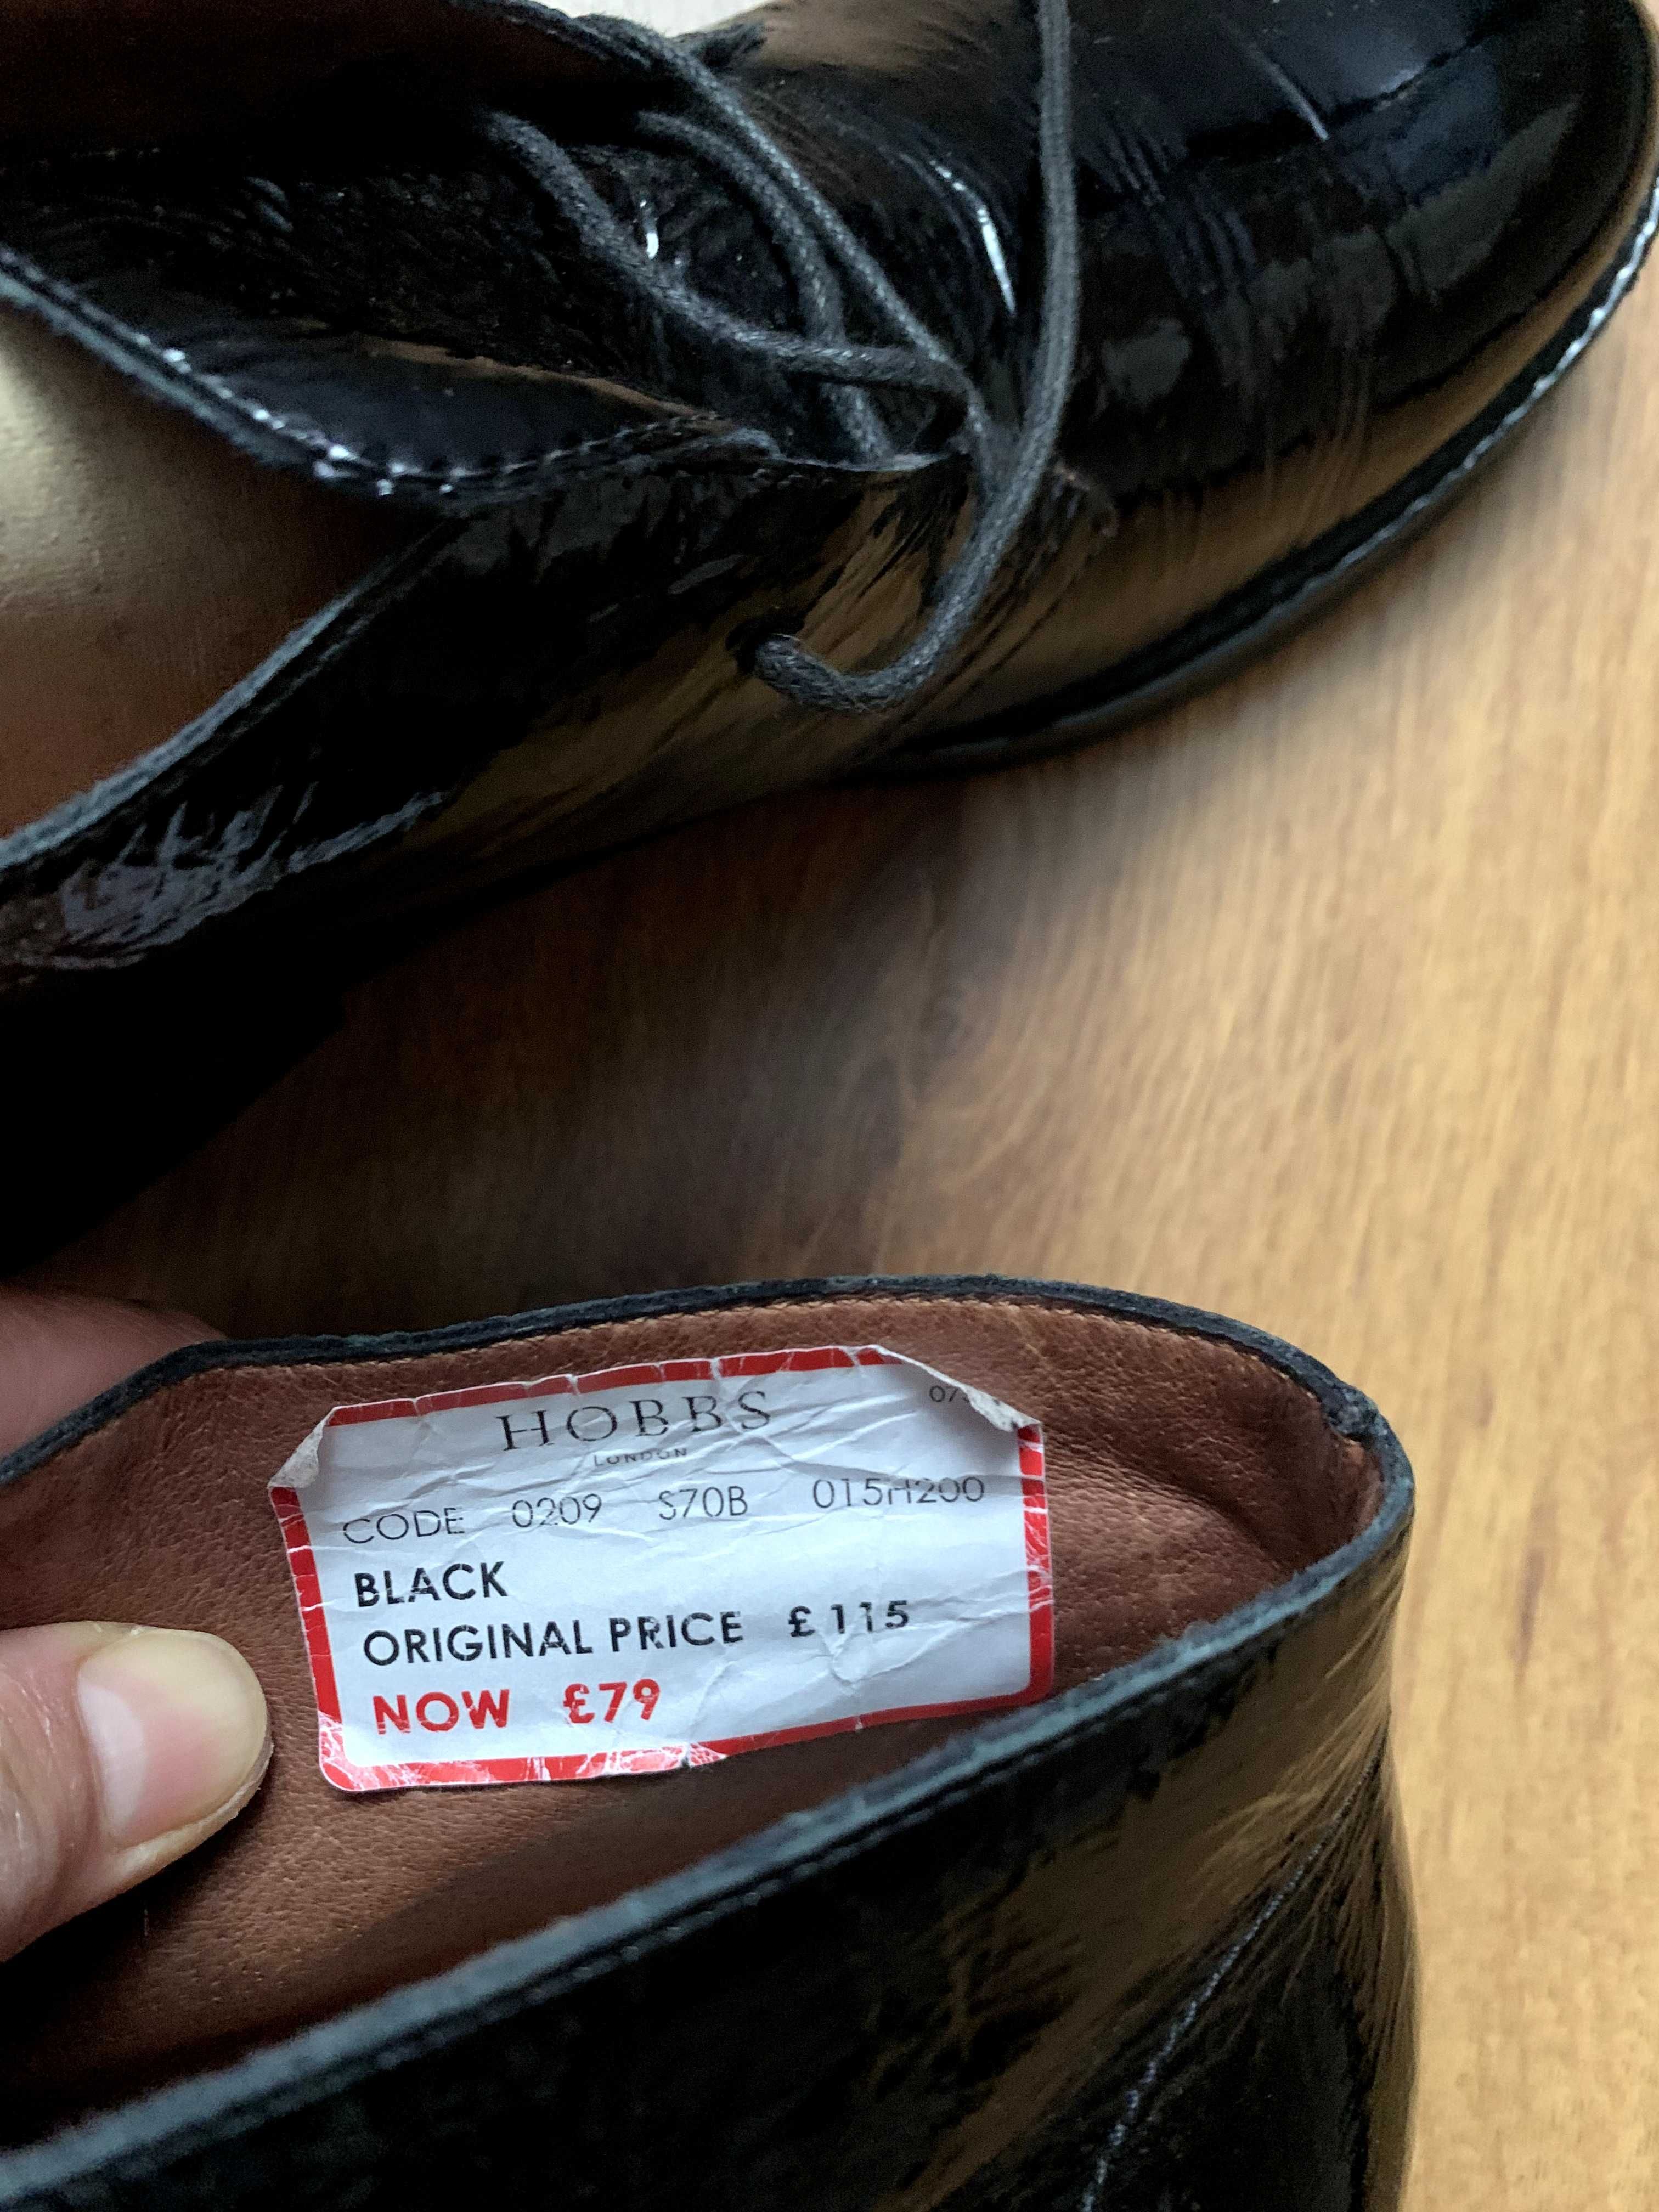 HOBBS
LONDON
CODE 0209 S70B 015H200
BLACK
ORIGINAL PRICE £115
NOW £79